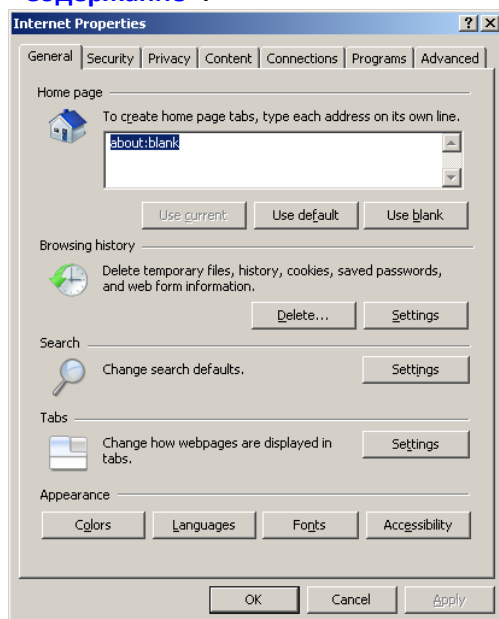 "Содержание".
Internet Properties
General Security Privacy Content Connections Programs Advanced
Home page
To create home page tabs, type each address on its own line.
about:blank
Use current Use default Use blank
Browsing history
Delete temporary files, history, cookies, saved passwords,
and web form information.
Delete... Settings
Search
Change search defaults.
Settings
Tabs
Change how webpages are displayed in
tabs.
Settings
Appearance
Colors Languages Fonts Accessibility
OK Cancel Apply